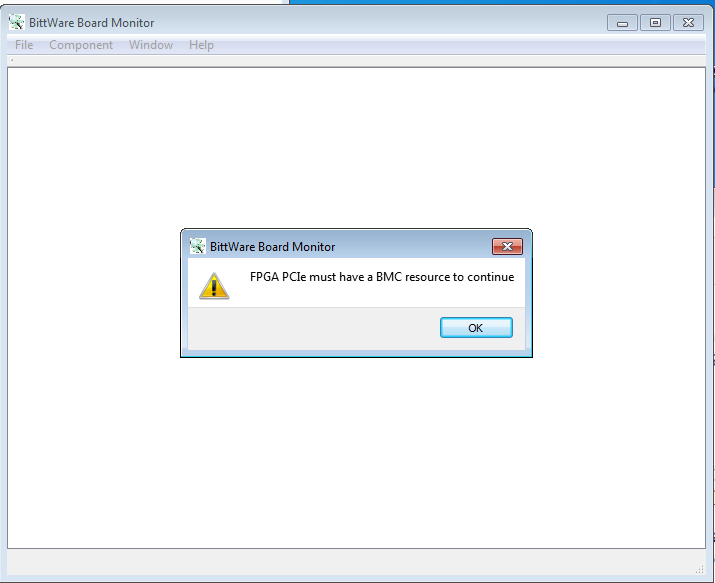 BittWare Board Monitor
File Component Window Help
BittWare Board Monitor
FPGA PCIe must have a BMC resource to continue
OK